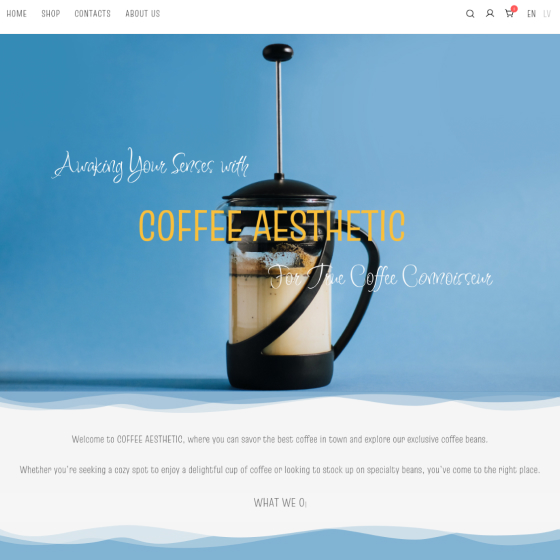 HOME SHOP CONTACTS ABOUT US EN LV
Awaking Your Senses with
COFFEE AESTHETIC
For True Coffee Connoisseur
Welcome to COFFEE AESTHETIC, where you can savor the best coffee in town and explore our exclusive coffee beans.
Whether you're seeking a cozy spot to enjoy a delightful cup of coffee or looking to stock up on specialty beans, you've come to the right place.
WHAT WE